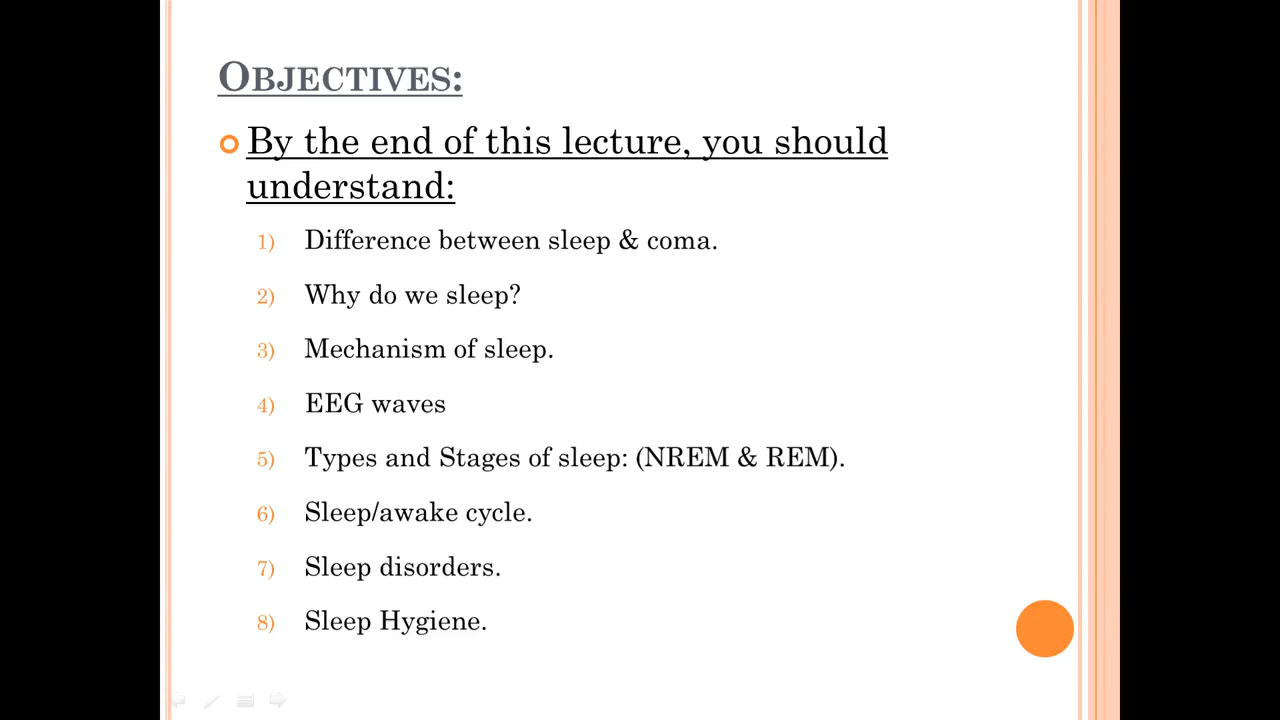 OBJECTIVES:
By the end of this lecture, you should
understand:
1) Difference between sleep & coma.
2) Why do we sleep?
3) Mechanism of sleep.
4) EEG waves
5) Types and Stages of sleep: (NREM & REM).
6) Sleep/awake cycle.
7) Sleep disorders.
8) Sleep Hygiene.